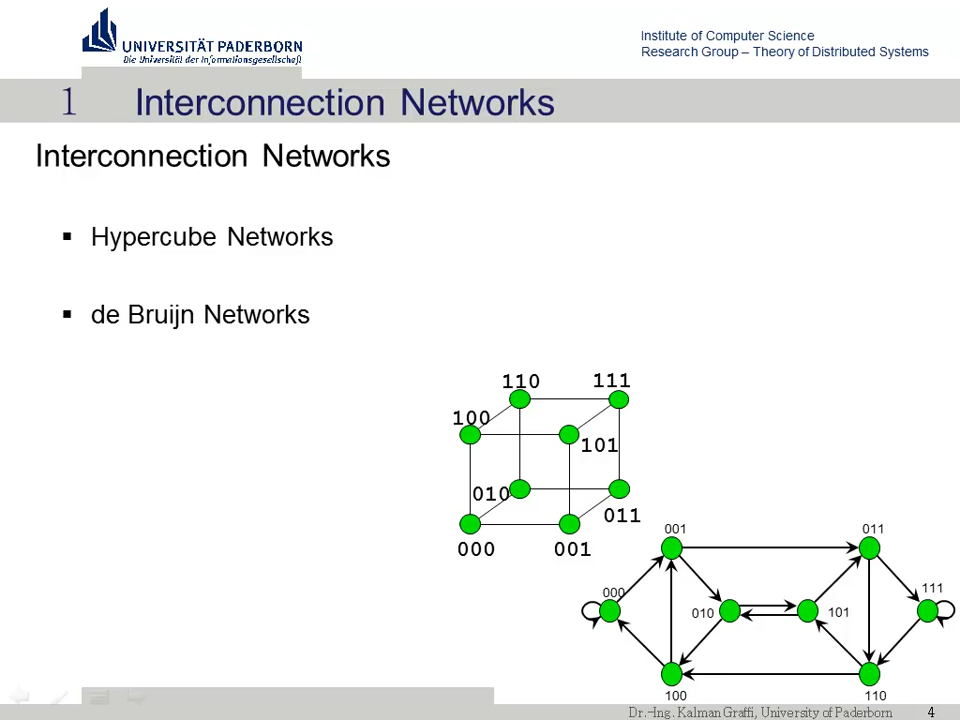 UNIVERSITÄT PADERBORN
Die Universität der Informationsgesellschaft
Institute of Computer Science
Research Group – Theory of Distributed Systems
1 Interconnection Networks
Interconnection Networks
▪ Hypercube Networks
▪ de Bruijn Networks
110 111
100
101
010
011
000 001
001 011
000 111
010 101
100 110
Dr.-Ing. Kalman Graffi, University of Paderborn 4